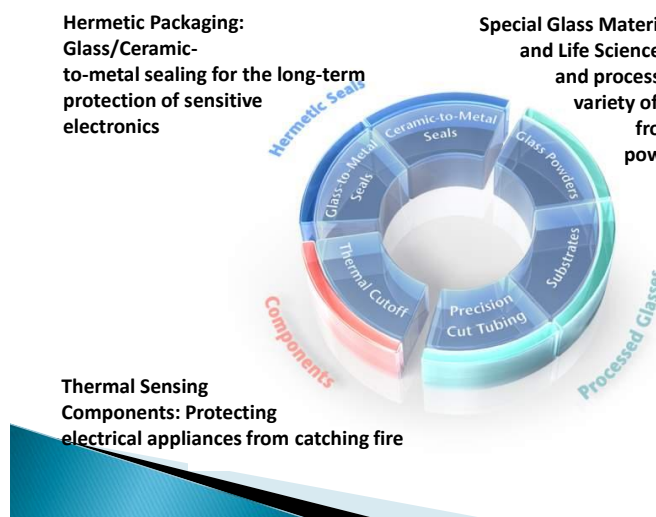 Hermetic Packaging:
Glass/Ceramic-
to-metal sealing for the long-term
protection of sensitive
electronics
Special Glass Materi
and Life Science
and process
variety of
fro
pow
Hermetic Seals
Ceramic-to-Metal
Seals
Glass-to-Metal
Seals
Glass Powders
Substrates
Precision
Cut Tubing
Thermal Cutoff
Components
Processed Glasses
Thermal Sensing
Components: Protecting
electrical appliances from catching fire